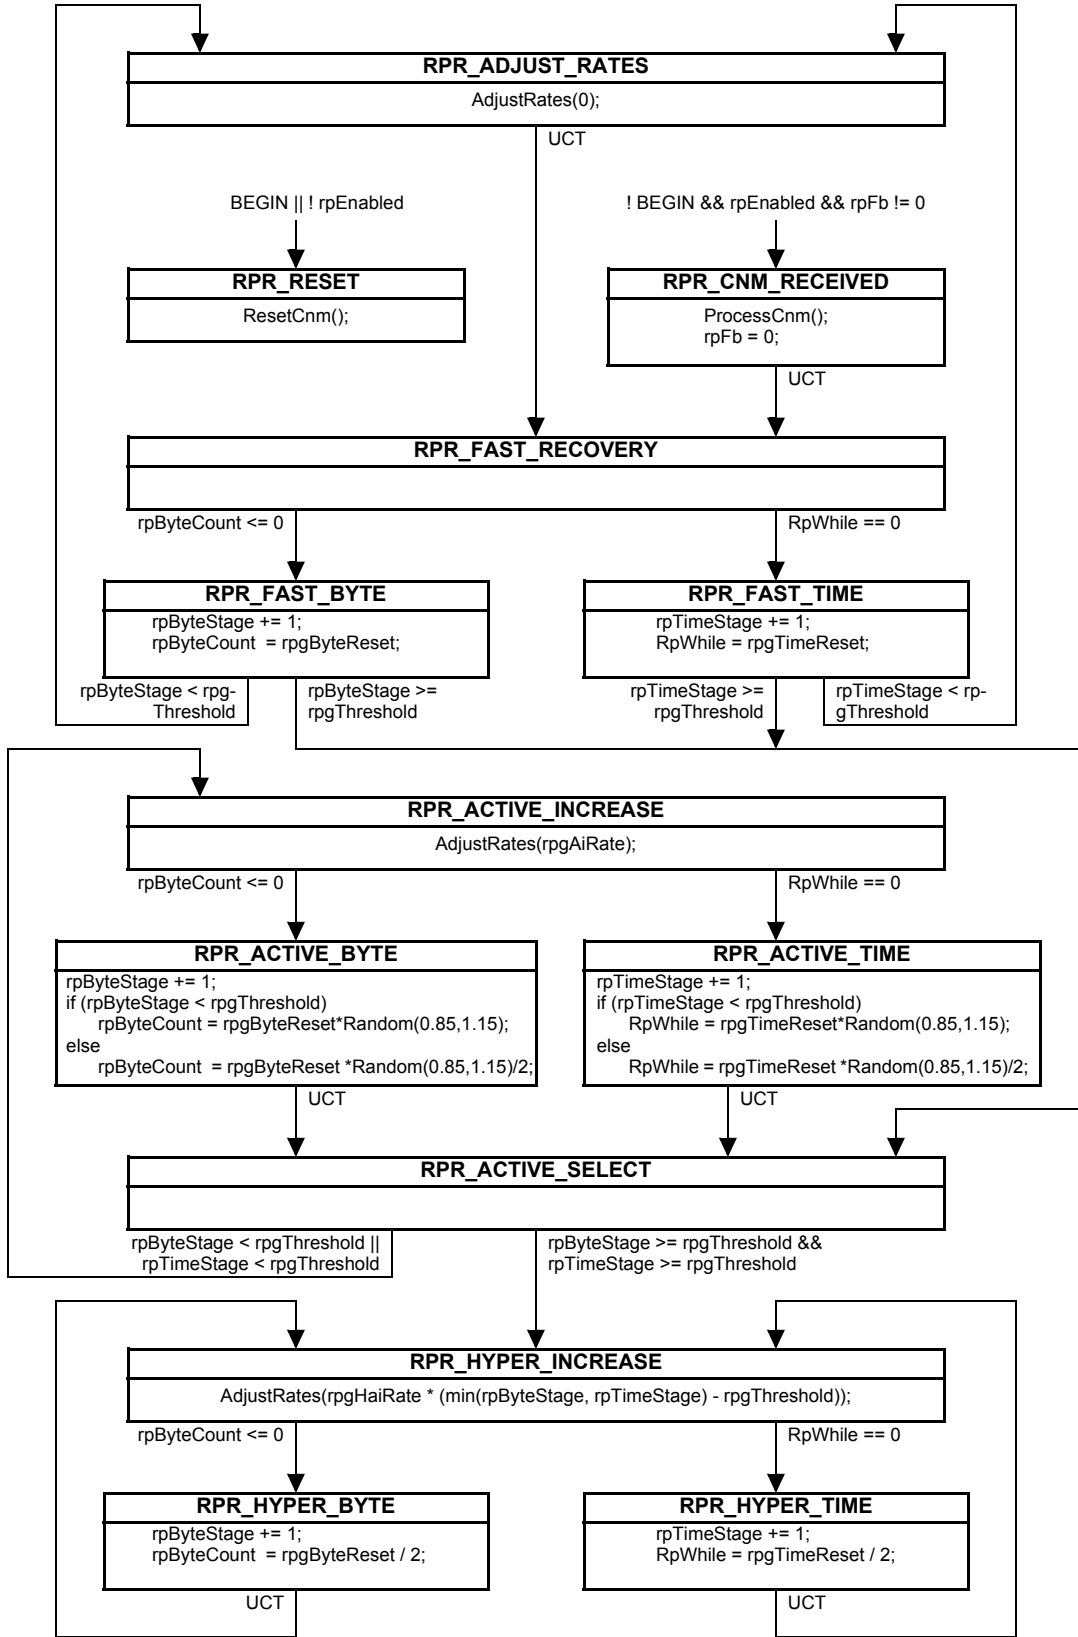 RPR_ADJUST_RATES
AdjustRates(0);
UCT
BEGIN || ! rpEnabled
! BEGIN && rpEnabled && rpFb != 0
RPR_RESET
ResetCnm();
RPR_CNM_RECEIVED
ProcessCnm();
rpFb = 0;
UCT
RPR_FAST_RECOVERY
rpByteCount <= 0
RpWhile == 0
RPR_FAST_BYTE
rpByteStage += 1;
rpByteCount = rpgByteReset;
RPR_FAST_TIME
rpTimeStage += 1;
RpWhile = rpgTimeReset;
rpByteStage < rpg-
Threshold
rpByteStage >=
rpgThreshold
rpTimeStage >=
rpgThreshold
rpTimeStage < rp-
gThreshold
RPR_ACTIVE_INCREASE
AdjustRates(rpgAiRate);
rpByteCount <= 0
RpWhile == 0
RPR_ACTIVE_BYTE
rpByteStage += 1;
if (rpByteStage < rpgThreshold)
rpByteCount = rpgByteReset*Random(0.85,1.15);
else
rpByteCount = rpgByteReset *Random(0.85,1.15)/2;
RPR_ACTIVE_TIME
rpTimeStage += 1;
if (rpTimeStage < rpgThreshold)
RpWhile = rpgTimeReset*Random(0.85,1.15);
else
RpWhile = rpgTimeReset *Random(0.85,1.15)/2;
UCT
UCT
RPR_ACTIVE_SELECT
rpByteStage < rpgThreshold ||
rpTimeStage < rpgThreshold
rpByteStage >= rpgThreshold &&
rpTimeStage >= rpgThreshold
RPR_HYPER_INCREASE
AdjustRates(rpgHaiRate * (min(rpByteStage, rpTimeStage) - rpgThreshold));
rpByteCount <= 0
RpWhile == 0
RPR_HYPER_BYTE
rpByteStage += 1;
rpByteCount = rpgByteReset / 2;
RPR_HYPER_TIME
rpTimeStage += 1;
RpWhile = rpgTimeReset / 2;
UCT
UCT